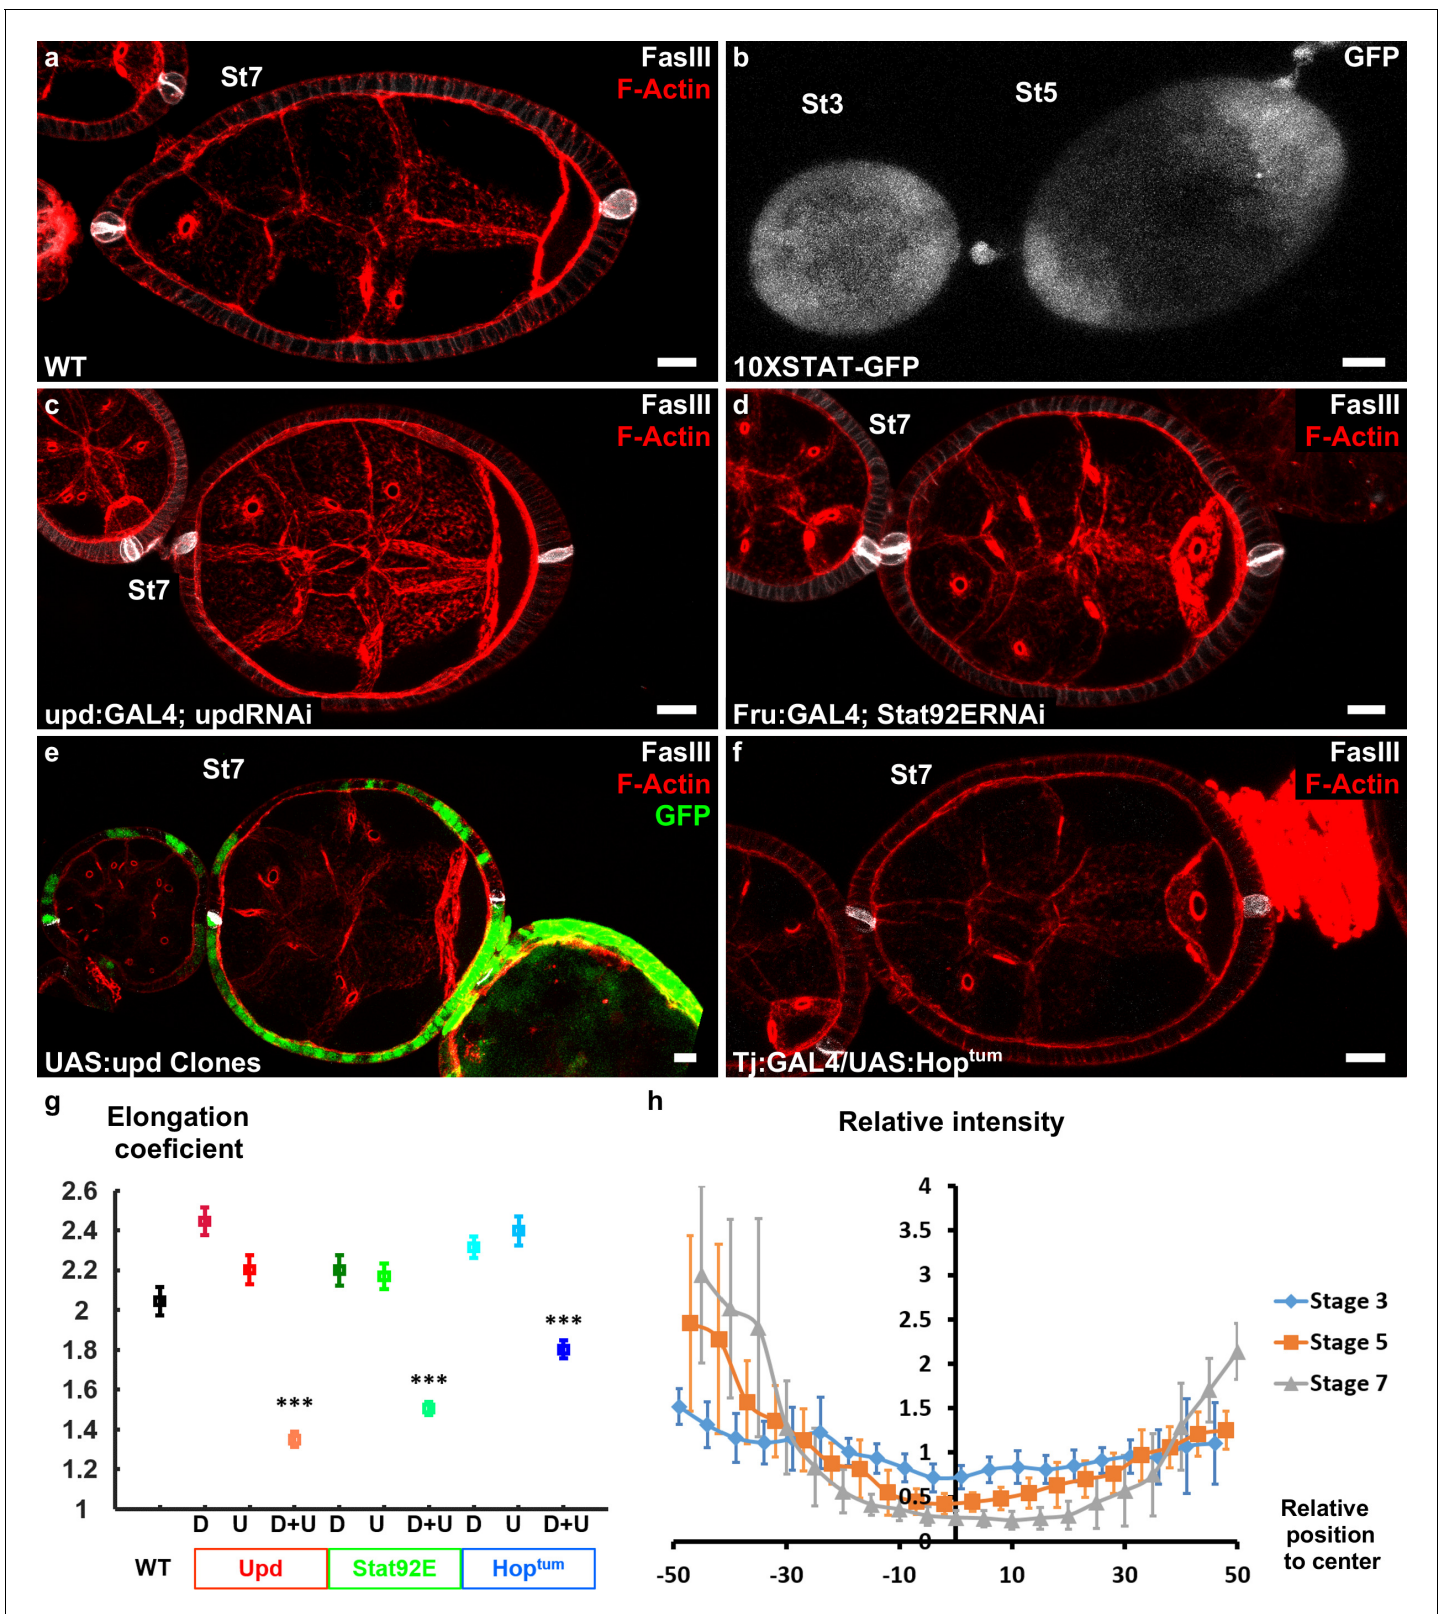 a
St7
FasIII
F-Actin
WT
b
St3
St5
GFP
10XSTAT-GFP
c
FasIII
F-Actin
St7
upd:GAL4; updRNAi
d
St7
FasIII
F-Actin
Fru:GAL4; Stat92ERNAi
e
St7
FasIII
F-Actin
GFP
UAS:upd Clones
f
St7
FasIII
F-Actin
Tj:GAL4/UAS:Hop^tum
g
Elongation
coeficient
2.6
2.4
2.2
2
1.8
1.6
1.4
1.2
1
***
***
***
D U D+U D U D+U D U D+U
WT Upd Stat92E Hop^tum
h
Relative intensity
4
3.5
3
2.5
2
1.5
1
0.5
0
-50 -30 -10 10 30 50
Stage 3
Stage 5
Stage 7
Relative
position
to center